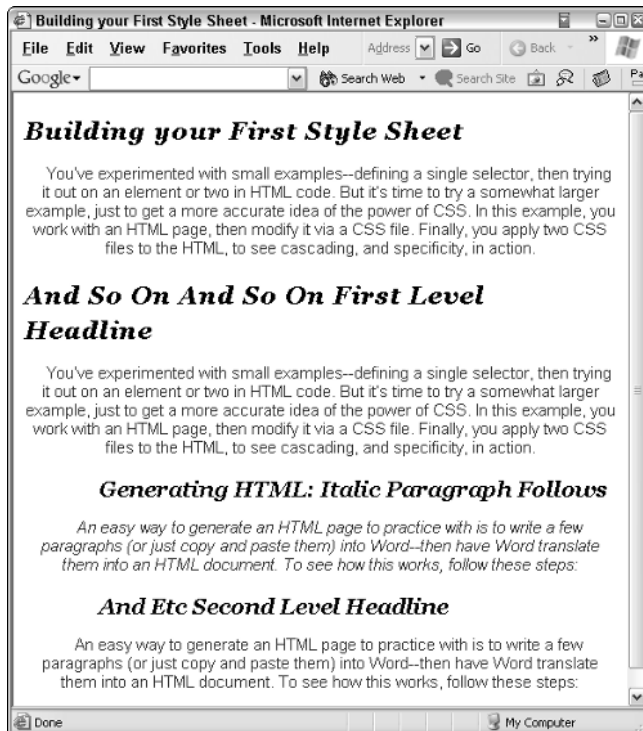 Building your First Style Sheet - Microsoft Internet Explorer
File Edit View Favorites Tools Help Address Go Back »
Google Search Web Search Site Pa
Building your First Style Sheet
You've experimented with small examples--defining a single selector, then trying
it out on an element or two in HTML code. But it's time to try a somewhat larger
example, just to get a more accurate idea of the power of CSS. In this example, you
work with an HTML page, then modify it via a CSS file. Finally, you apply two CSS
files to the HTML, to see cascading, and specificity, in action.
And So On And So On First Level
Headline
You've experimented with small examples--defining a single selector, then trying
it out on an element or two in HTML code. But it's time to try a somewhat larger
example, just to get a more accurate idea of the power of CSS. In this example, you
work with an HTML page, then modify it via a CSS file. Finally, you apply two CSS
files to the HTML, to see cascading, and specificity, in action.
Generating HTML: Italic Paragraph Follows
An easy way to generate an HTML page to practice with is to write a few
paragraphs (or just copy and paste them) into Word--then have Word translate
them into an HTML document. To see how this works, follow these steps:
And Etc Second Level Headline
An easy way to generate an HTML page to practice with is to write a few
paragraphs (or just copy and paste them) into Word--then have Word translate
them into an HTML document. To see how this works, follow these steps:
Done My Computer